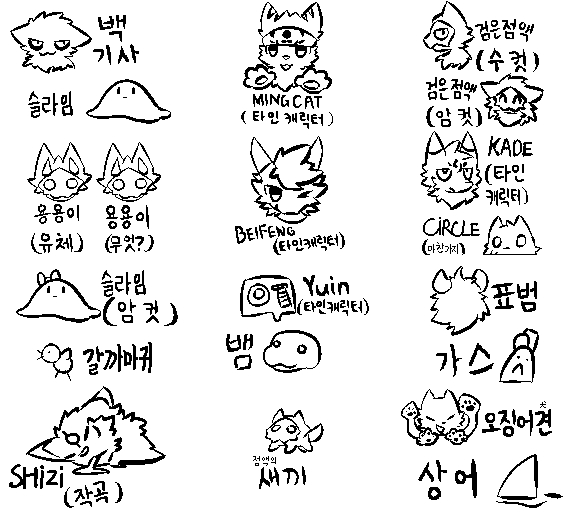 백
기사
MINGCAT
(타인 캐릭터)
검은점액
(수컷)
슬라임
검은점액
(암컷)
용용이
(유체)
용용이
(무엇?)
BEIFENG
(타인캐릭터)
KADE
(타인
캐릭터)
CiRCLE
(마찬가지)
슬라임
(암컷)
Yuin
(타인캐릭터)
표범
갈까마귀
뱀
가스
SHizi
(작곡)
점액의
새끼
오징어견
상어